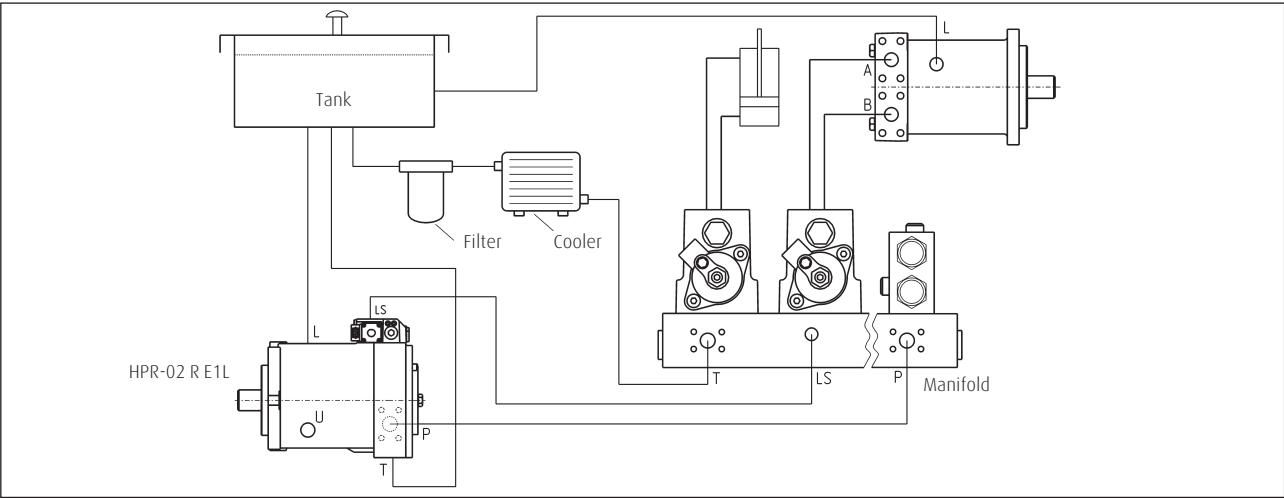 L
A
B
Tank
Filter
Cooler
LS
L
HPR-02 R E1L
U
P
T
T
LS
P
Manifold